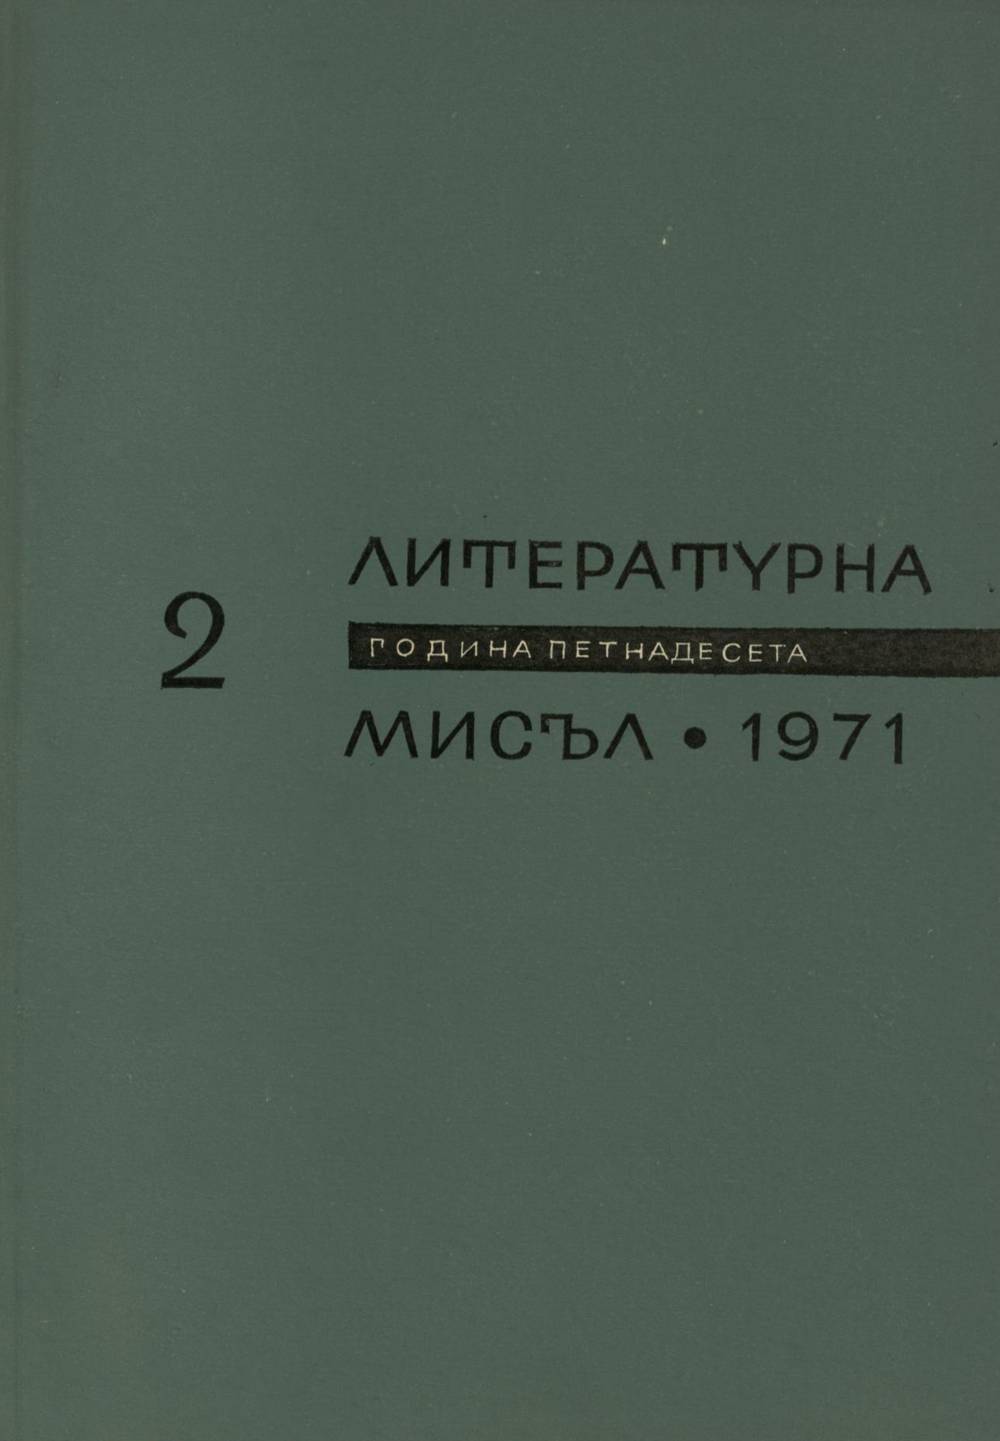 2
ЛИТЕРАТУРНА
ГОДИНА ПЕТНАДЕСЕТА
МИСЪЛ • 1971